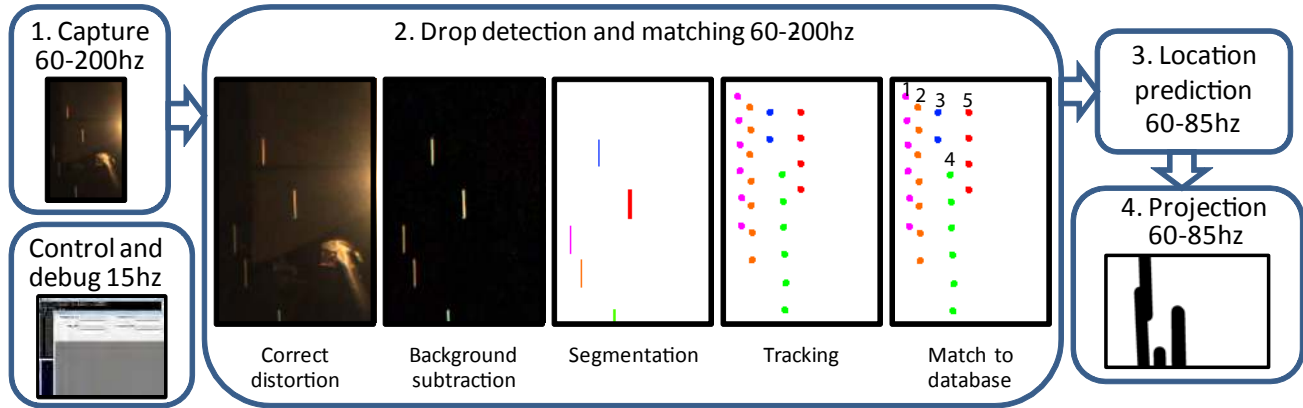 1. Capture
60-200hz
Control and
debug 15hz
2. Drop detection and matching 60-200hz
1
2
3
5
4
Correct
distortion
Background
subtraction
Segmentation
Tracking
Match to
database
3. Location
prediction
60-85hz
4. Projection
60-85hz